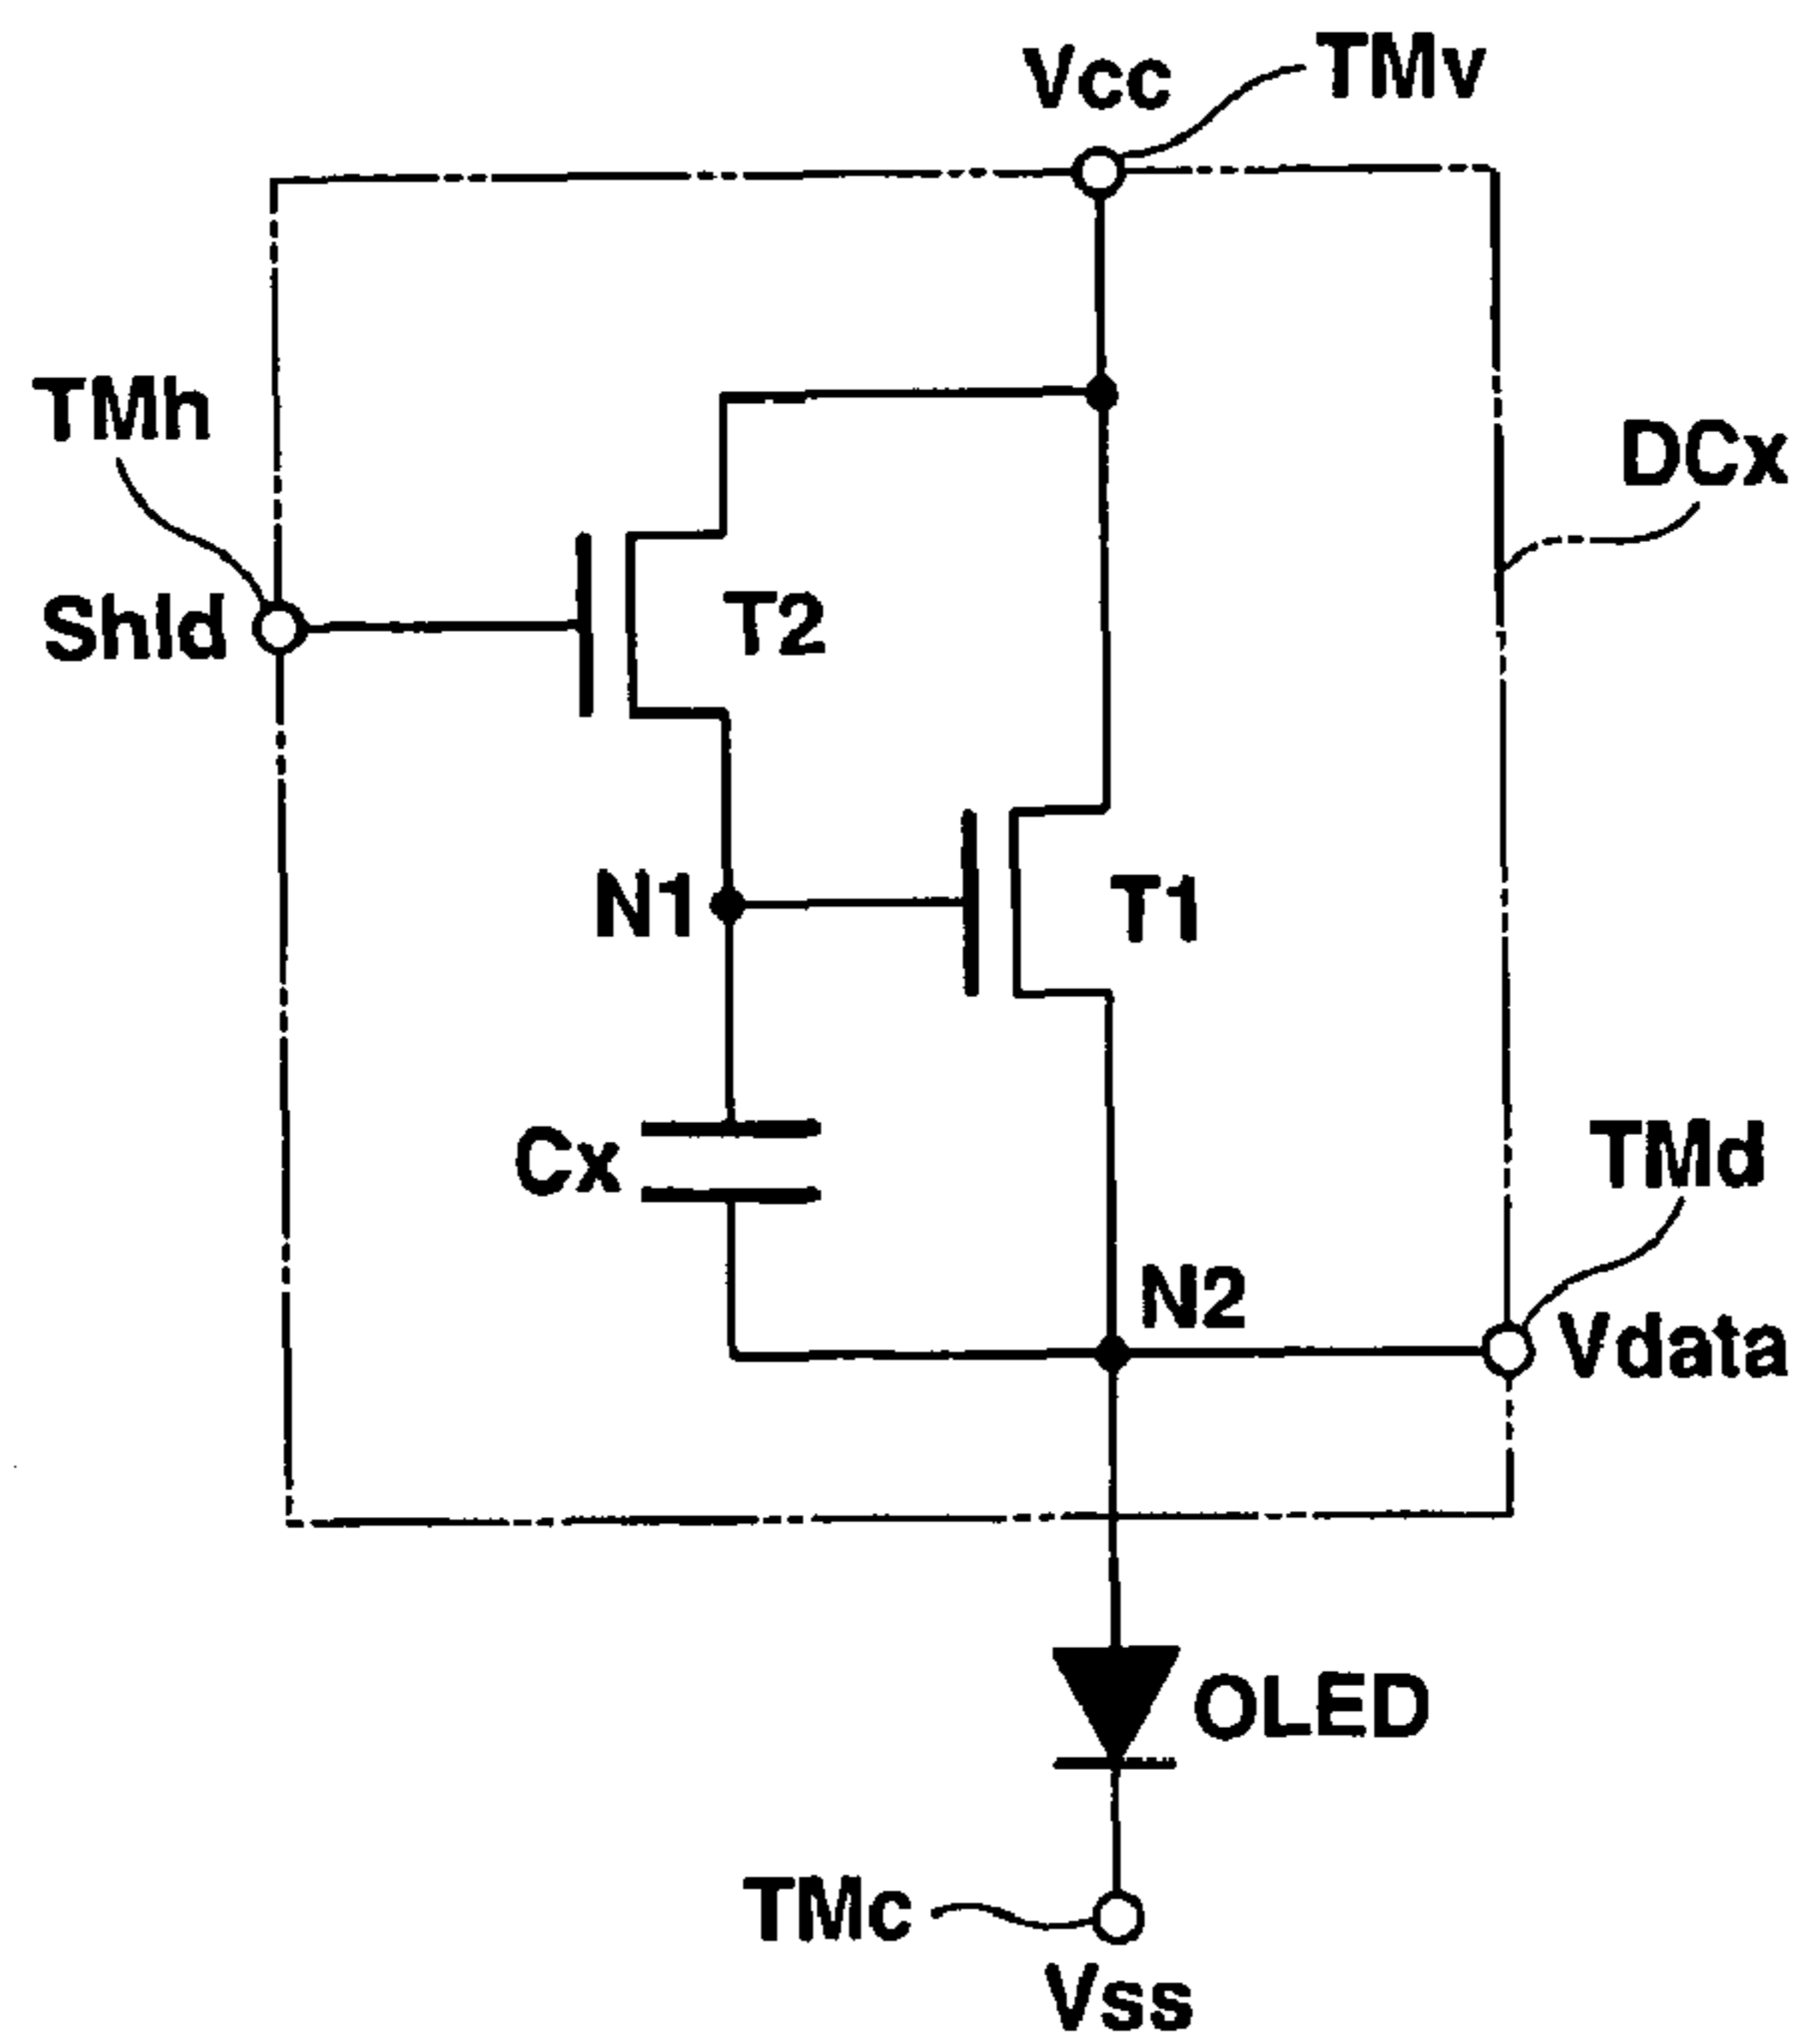 Vcc
TMv
TMh
DCx
Shld
T2
N1
T1
Cx
TMd
N2
Vdata
OLED
TMc
Vss